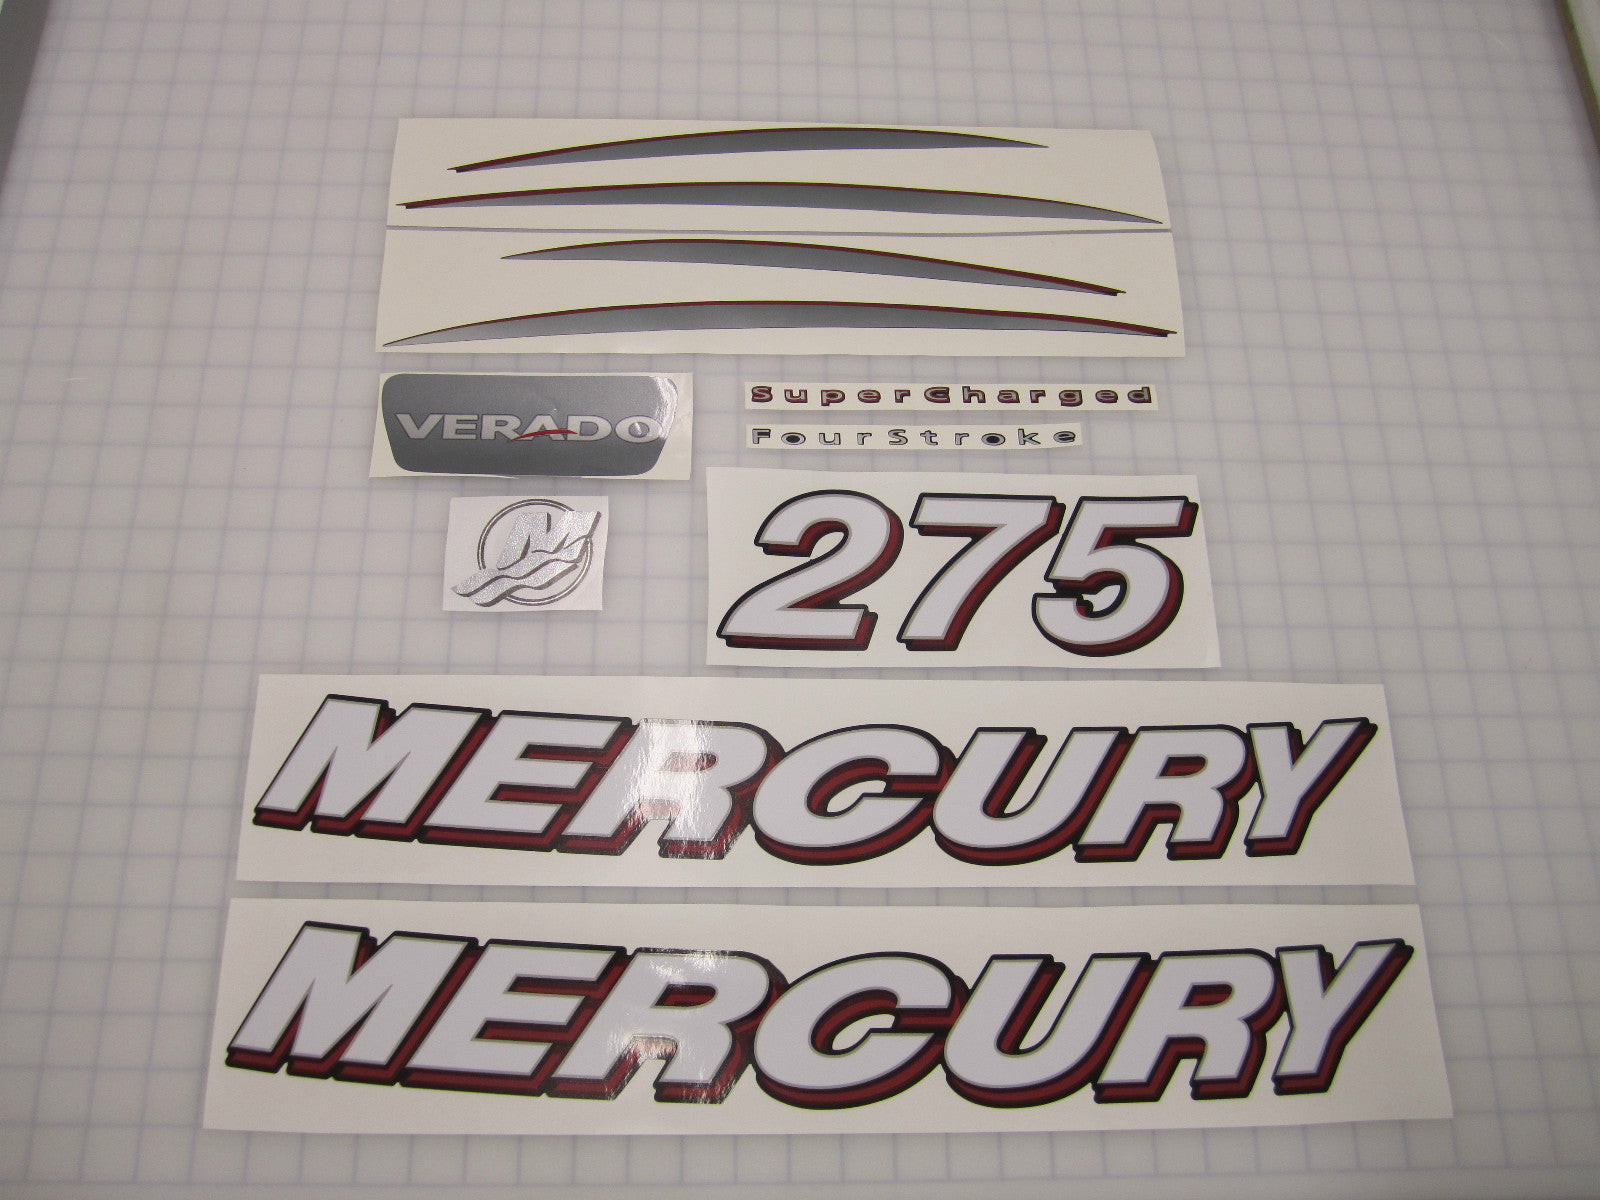 VERADO
SuperCharged
FourStroke
M
275
MERCURY
MERCURY